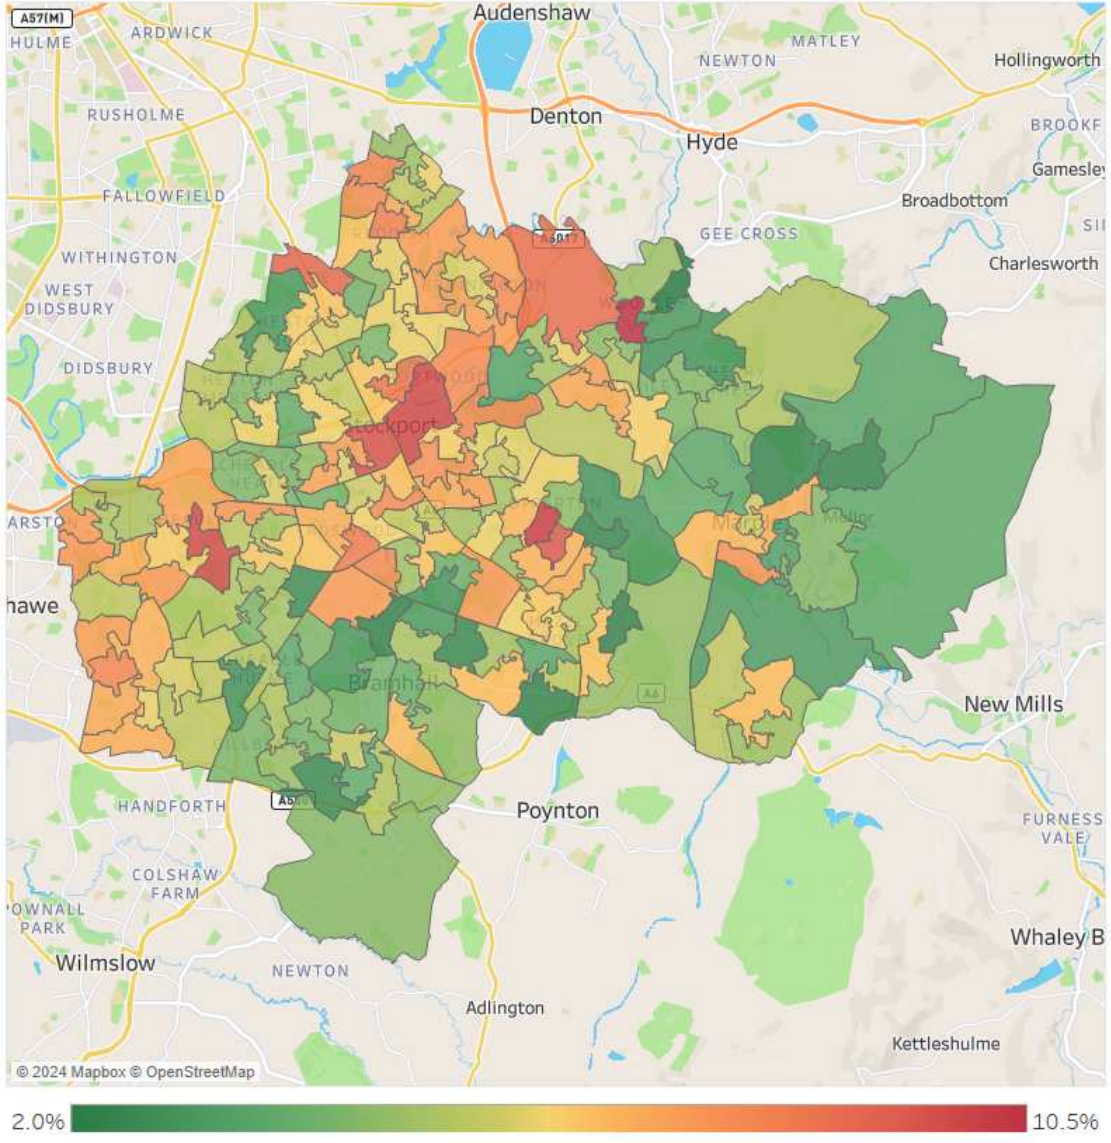 A57(M)
HULME
ARDWICK
Audenshaw
MATLEY
NEWTON
Hollingworth
RUSHOLME
Denton
BROOKF
Hyde
Gamesley
FALLOWFIELD
Broadbottom
A6017
GEE CROSS
WITHINGTON
Charlesworth
WEST
DIDSBURY
DIDSBURY
Stockport
Marple
Mellor
hawe
Bramhall
A6
New Mills
HANDFORTH
Poynton
FURNESS
VALE
COLSHAW
FARM
POWNALL
PARK
Wilmslow
NEWTON
Whaley B
Adlington
Kettleshulme
© 2024 Mapbox © OpenStreetMap
2.0% 10.5%